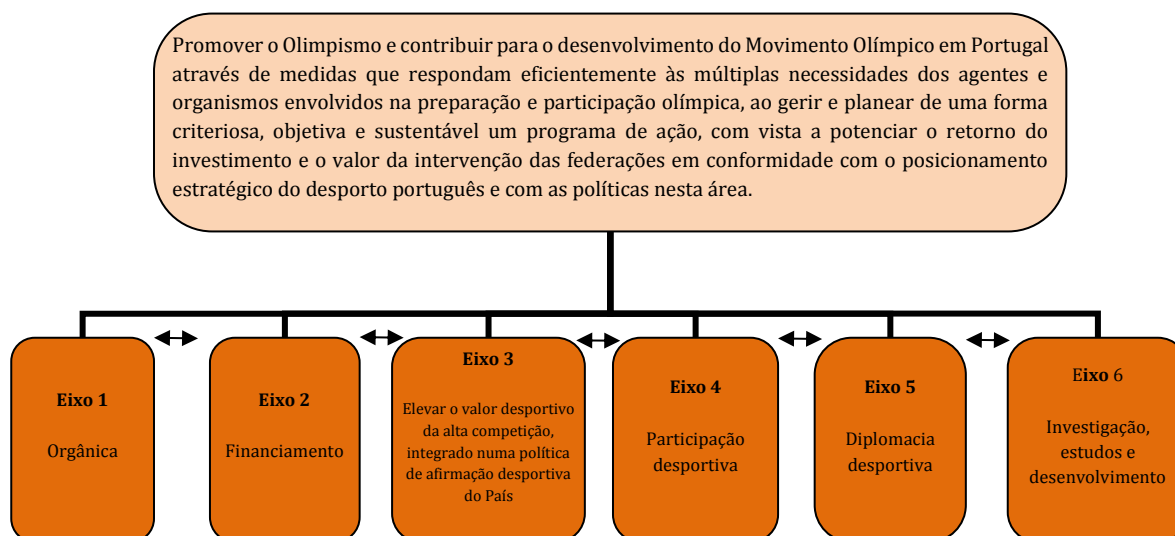 Promover o Olimpismo e contribuir para o desenvolvimento do Movimento Olímpico em Portugal
através de medidas que respondam eficientemente às múltiplas necessidades dos agentes e
organismos envolvidos na preparação e participação olímpica, ao gerir e planear de uma forma
criteriosa, objetiva e sustentável um programa de ação, com vista a potenciar o retorno do
investimento e o valor da intervenção das federações em conformidade com o posicionamento
estratégico do desporto português e com as políticas nesta área.
Eixo 1
Orgânica
Eixo 2
Financiamento
Eixo 3
Elevar o valor desportivo
da alta competição,
integrado numa política
de afirmação desportiva
do País
Eixo 4
Participação
desportiva
Eixo 5
Diplomacia
desportiva
Eixo 6
Investigação,
estudos e
desenvolvimento